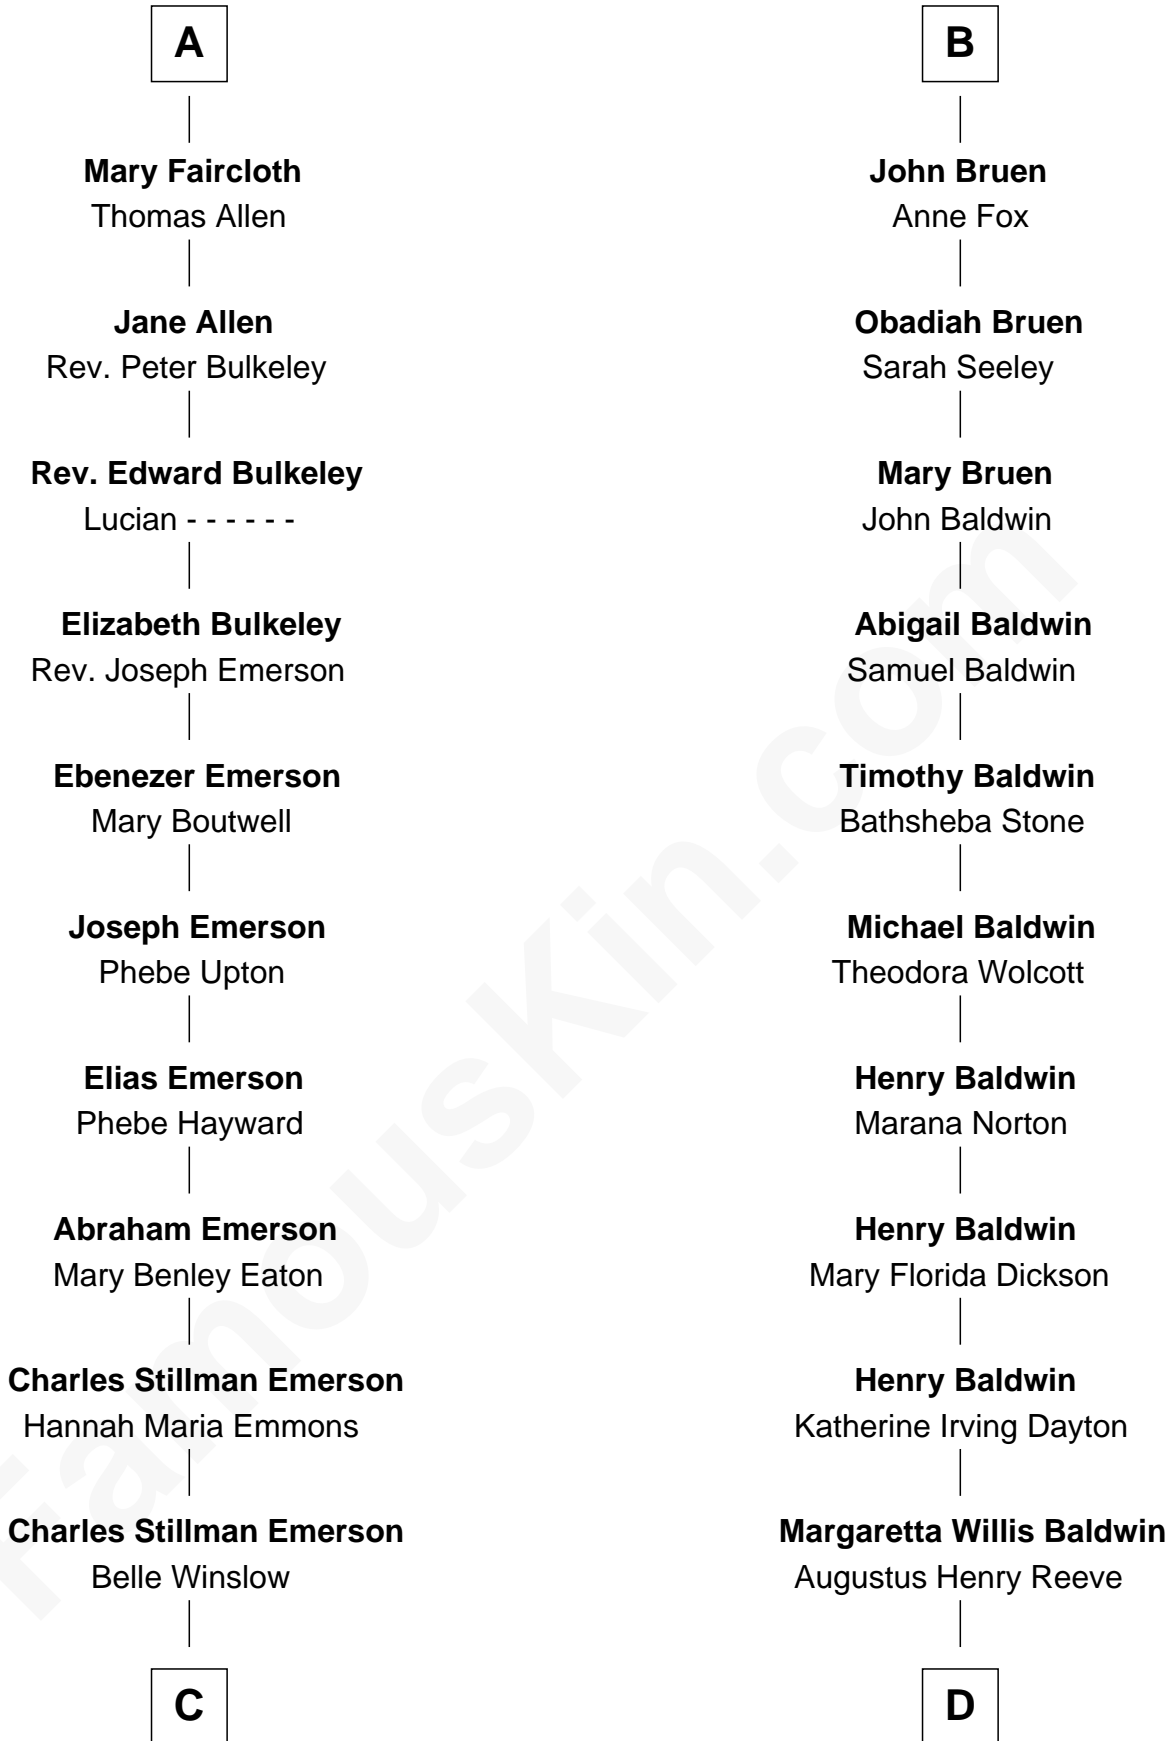 A
Mary Faircloth
Thomas Allen
Jane Allen
Rev. Peter Bulkeley
Rev. Edward Bulkeley
Lucian - - - - - -
Elizabeth Bulkeley
Rev. Joseph Emerson
Ebenezer Emerson
Mary Boutwell
Joseph Emerson
Phebe Upton
Elias Emerson
Phebe Hayward
Abraham Emerson
Mary Benley Eaton
Charles Stillman Emerson
Hannah Maria Emmons
Charles Stillman Emerson
Belle Winslow
C
B
John Bruen
Anne Fox
Obadiah Bruen
Sarah Seeley
Mary Bruen
John Baldwin
Abigail Baldwin
Samuel Baldwin
Timothy Baldwin
Bathsheba Stone
Michael Baldwin
Theodora Wolcott
Henry Baldwin
Marana Norton
Henry Baldwin
Mary Florida Dickson
Henry Baldwin
Katherine Irving Dayton
Margaretta Willis Baldwin
Augustus Henry Reeve
D
FamousKin.com